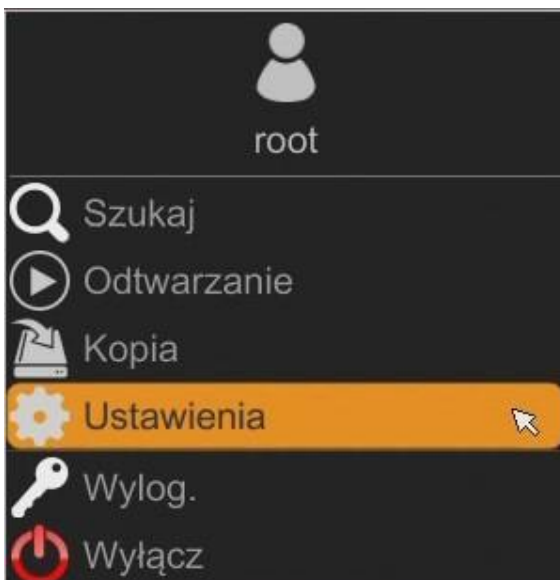 root
Szukaj
Odtwarzanie
Kopia
Ustawienia
Wylog.
Wyłącz